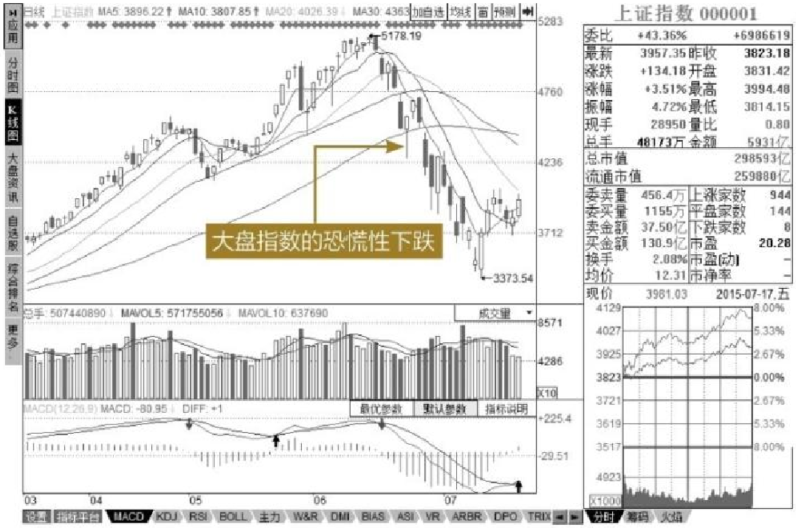 日线 上证指数 MA5: 3896.22↑ MA10: 3807.85↑ MA20: 4026.39↓ MA30: 4363 加自选 均线 富 预测
应用
分时图
K线图
大盘资讯
自选股
综合排名
更多
5283
4760
4236
3712
5178.19
大盘指数的恐慌性下跌
3373.54
总手: 507440890↓ MAVOL5: 571755056↓ MAVOL10: 637690
成交量
8571
4286
X10
MACD(12,26,9) MACD: -80.95↓ DIFF: +1
最优参数 默认参数 指标说明
+225.4
-29.51
03 04 05 06 07
设置 指标平台 MACD KDJ RSI BOLL 主力 W&R DMI BIAS ASI VR ARBR DPO TRIX
上证指数 000001
委比 +43.36% +6986619
最新 3957.35 昨收 3823.18
涨跌 +134.18 开盘 3831.42
涨幅 +3.51% 最高 3994.48
振幅 4.72% 最低 3814.15
现手 28950 量比 0.80
总手 48173万 金额 5931亿
总市值 298593亿
流通市值 259880亿
委卖量 456.4万 上涨家数 944
委买量 1155万 平盘家数 144
卖金额 37.50亿 下跌家数 8
买金额 130.9亿 市盈 20.28
换手 2.88% 市盈(动) -
均价 12.31 市净率 -
现价 3981.03 2015-07-17,五
4129 8.00%
4027 5.33%
3925 2.67%
3823 0.00%
3721 2.67%
3619 5.33%
3517 8.00%
4923
X1000
分时 筹码 火焰